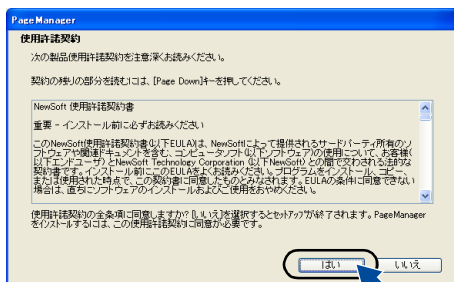 PageManager
使用許諾契約
次の製品使用許諾契約を注意深くお読みください。
契約の残りの部分を読むには、[Page Down]キーを押してください。
NewSoft 使用許諾契約書
重要 - インストール前に必ずお読みください
このNewSoft使用許諾契約書(以下EULA)は、NewSoftによって提供されるサードパーティ所有のソ
フトウェアや関連ドキュメントを含む、コンピュータソフト(以下ソフトウェア)の使用について、お客様(
以下エンドユーザ)とNewSoft Technology Corporation (以下NewSoft) との間で交わされる法的な
契約書です。インストール前にこのEULAをよくお読みください。プログラムをインストール、コピー、
または使用された時点で、この契約書に同意したものとみなされます。EULAの条件に同意できない
場合は、直ちにソフトウェアのインストールおよびご使用をおやめください。
使用許諾契約の全条項に同意しますか? [いいえ]を選択するとセットアップが終了されます。PageManager
をインストールするには、この使用許諾契約に同意が必要です。
はい
いいえ